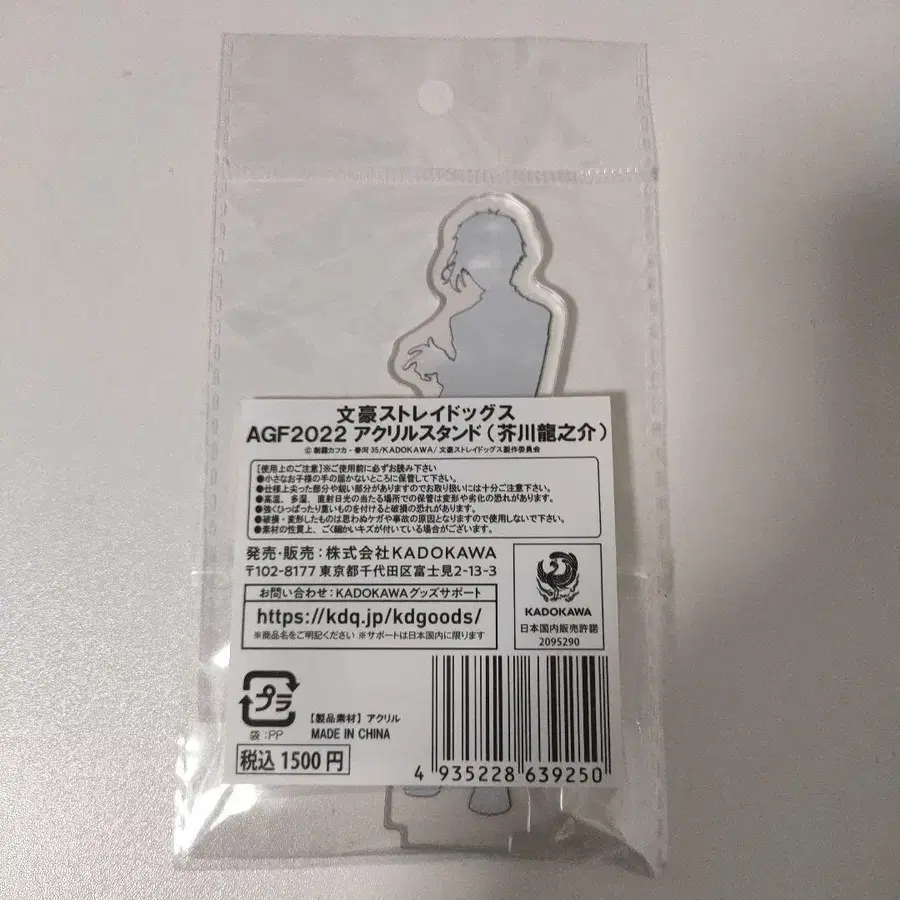 文豪ストレイドッグス
AGF2022 アクリルスタンド(芥川龍之介)
© 朝霧カフカ・春河35/KADOKAWA/文豪ストレイドッグス製作委員会
【使用上のご注意】※ご使用前に必ずお読み下さい
●小さなお子様の手の届かないところに保管して下さい。
●仕様上尖った部分や鋭い部分がありますのでお取り扱いには十分ご注意下さい。
●高温、多湿、直射日光の当たる場所での保管は変形や劣化の恐れがあります。
●強くひっぱったり重いものを付けると破損の恐れがあります。
●破損・変形したものは思わぬケガや事故の原因となりますので使用しないで下さい。
●素材の性質上、ごく細かいキズが付いている場合がございます。
発売・販売：株式会社KADOKAWA
〒102-8177 東京都千代田区富士見2-13-3
お問い合わせ：KADOKAWAグッズサポート
https://kdq.jp/kdgoods/
※商品名をご明記ください ※サポートは日本国内に限ります
KADOKAWA
日本国内販売許諾
2095290
プラ
袋：PP
【製品素材】アクリル
MADE IN CHINA
税込1500円
4 935228 639250